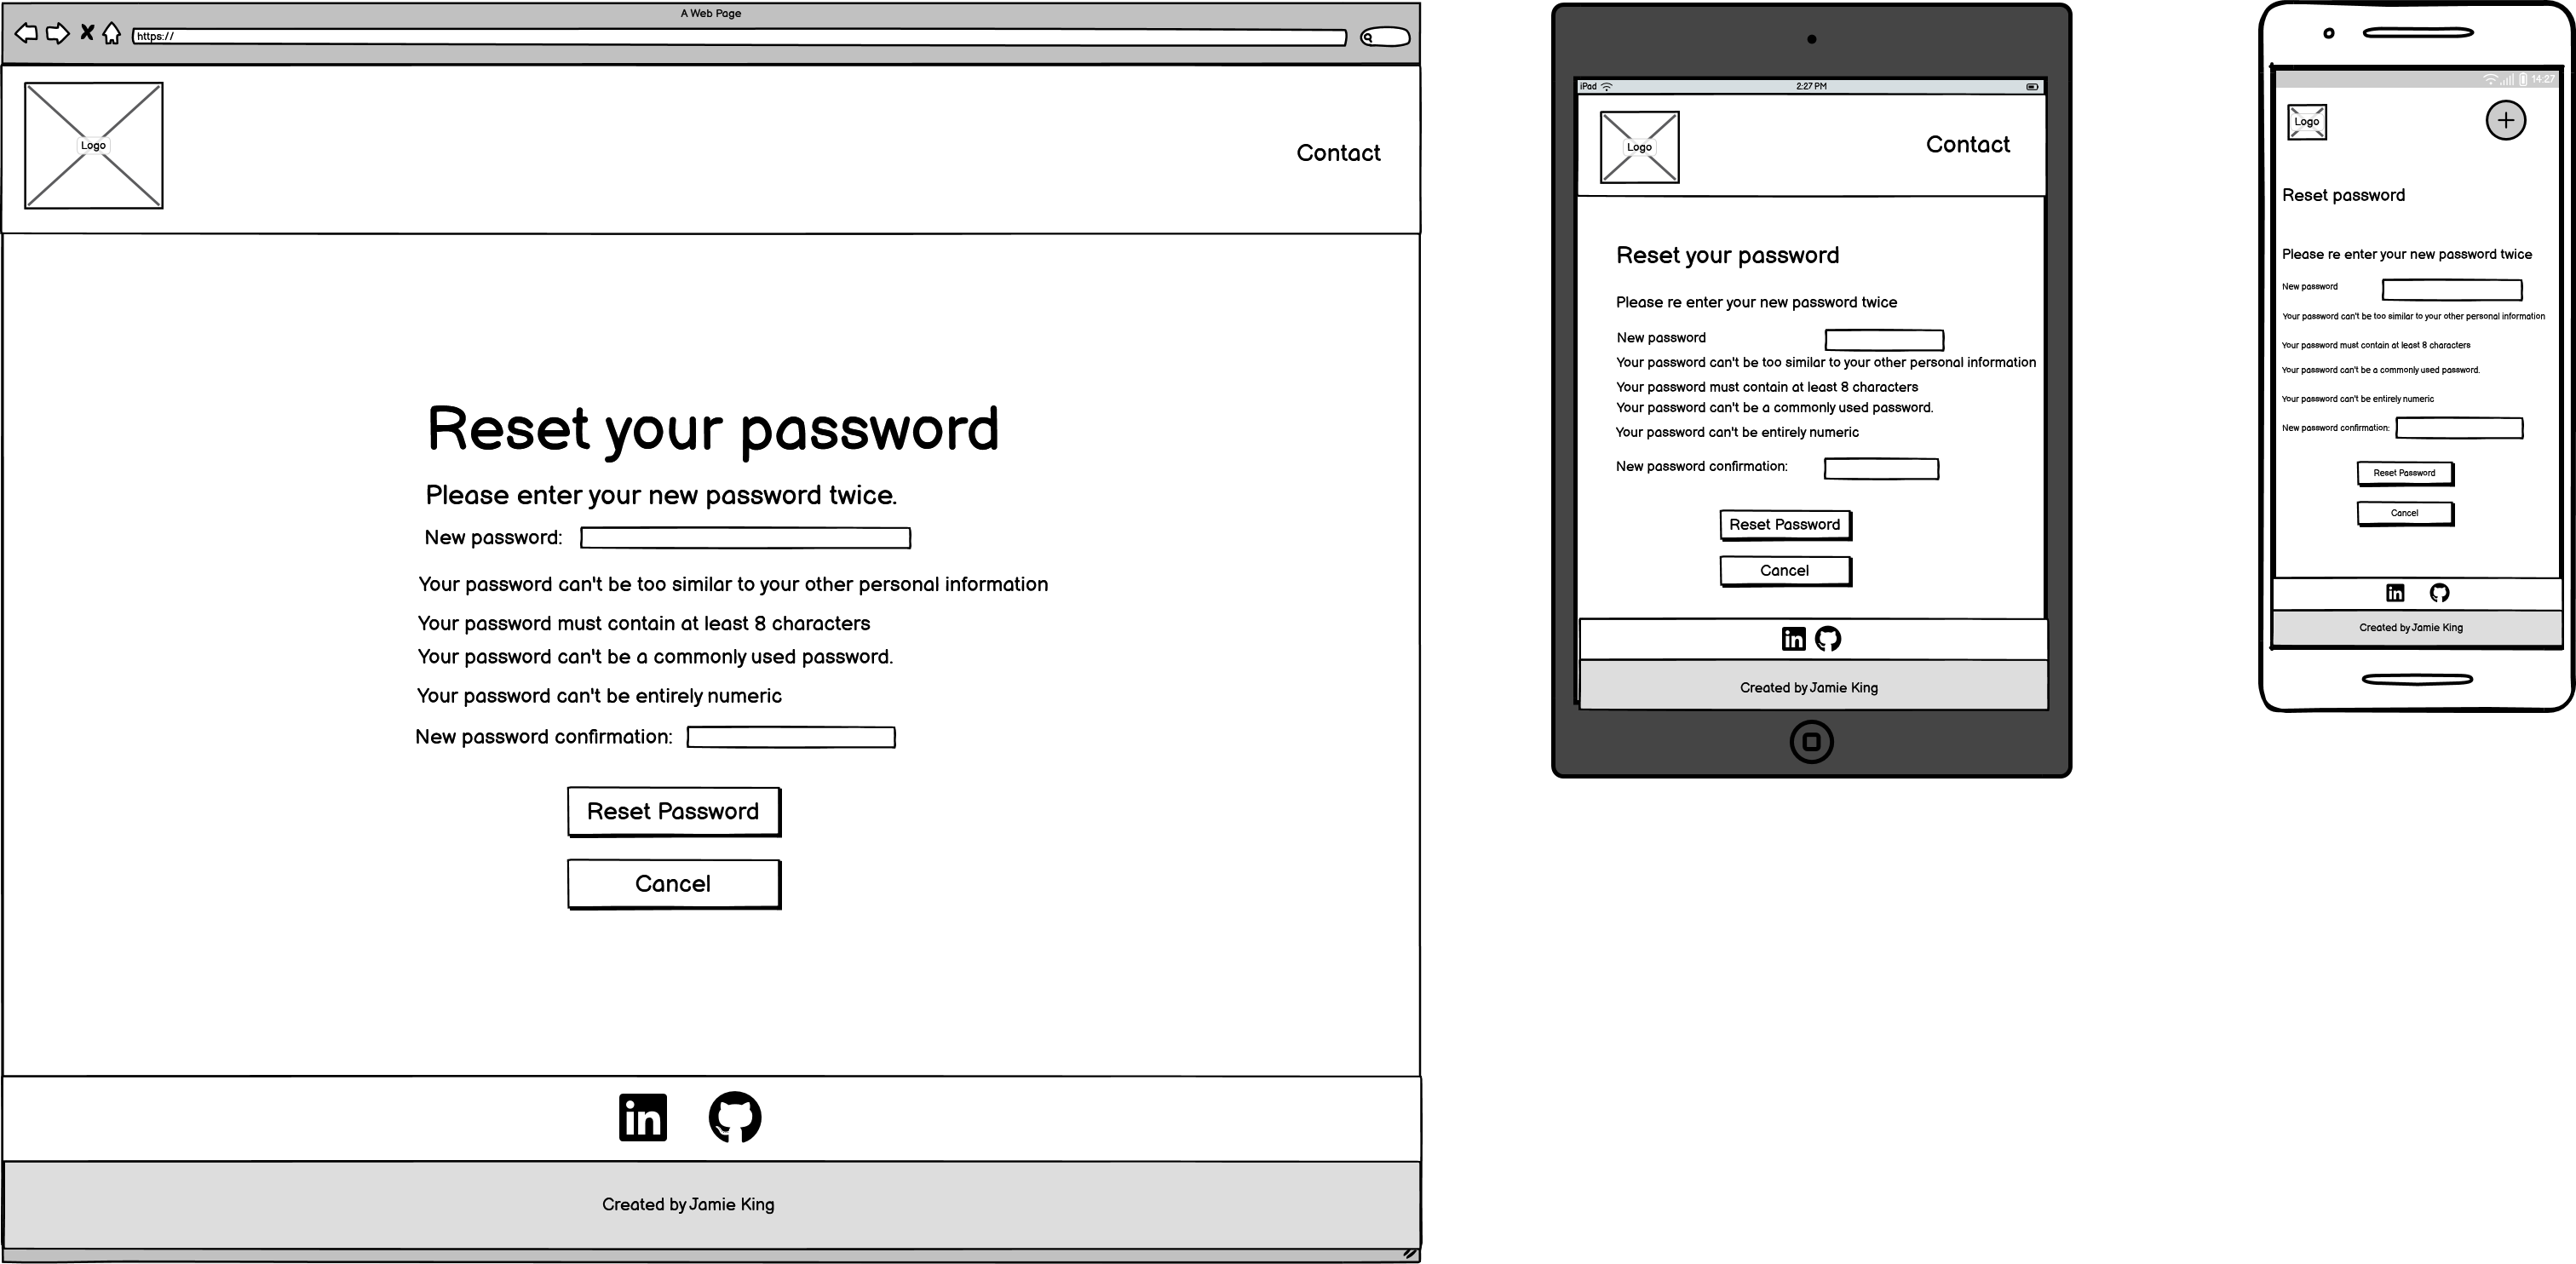 A Web Page
https://
Logo
Contact
Reset your password
Please enter your new password twice.
New password:
Your password can't be too similar to your other personal information
Your password must contain at least 8 characters
Your password can't be a commonly used password.
Your password can't be entirely numeric
New password confirmation:
Reset Password
Cancel
in
Created by Jamie King
iPad
2:27 PM
Logo
Contact
Reset your password
Please re enter your new password twice
New password
Your password can't be too similar to your other personal information
Your password must contain at least 8 characters
Your password can't be a commonly used password.
Your password can't be entirely numeric
New password confirmation:
Reset Password
Cancel
in
Created by Jamie King
14:27
Logo
Reset password
Please re enter your new password twice
New password
Your password can't be too similar to your other personal information
Your password must contain at least 8 characters
Your password can't be a commonly used password.
Your password can't be entirely numeric
New password confirmation:
Reset Password
Cancel
in
Created by Jamie King